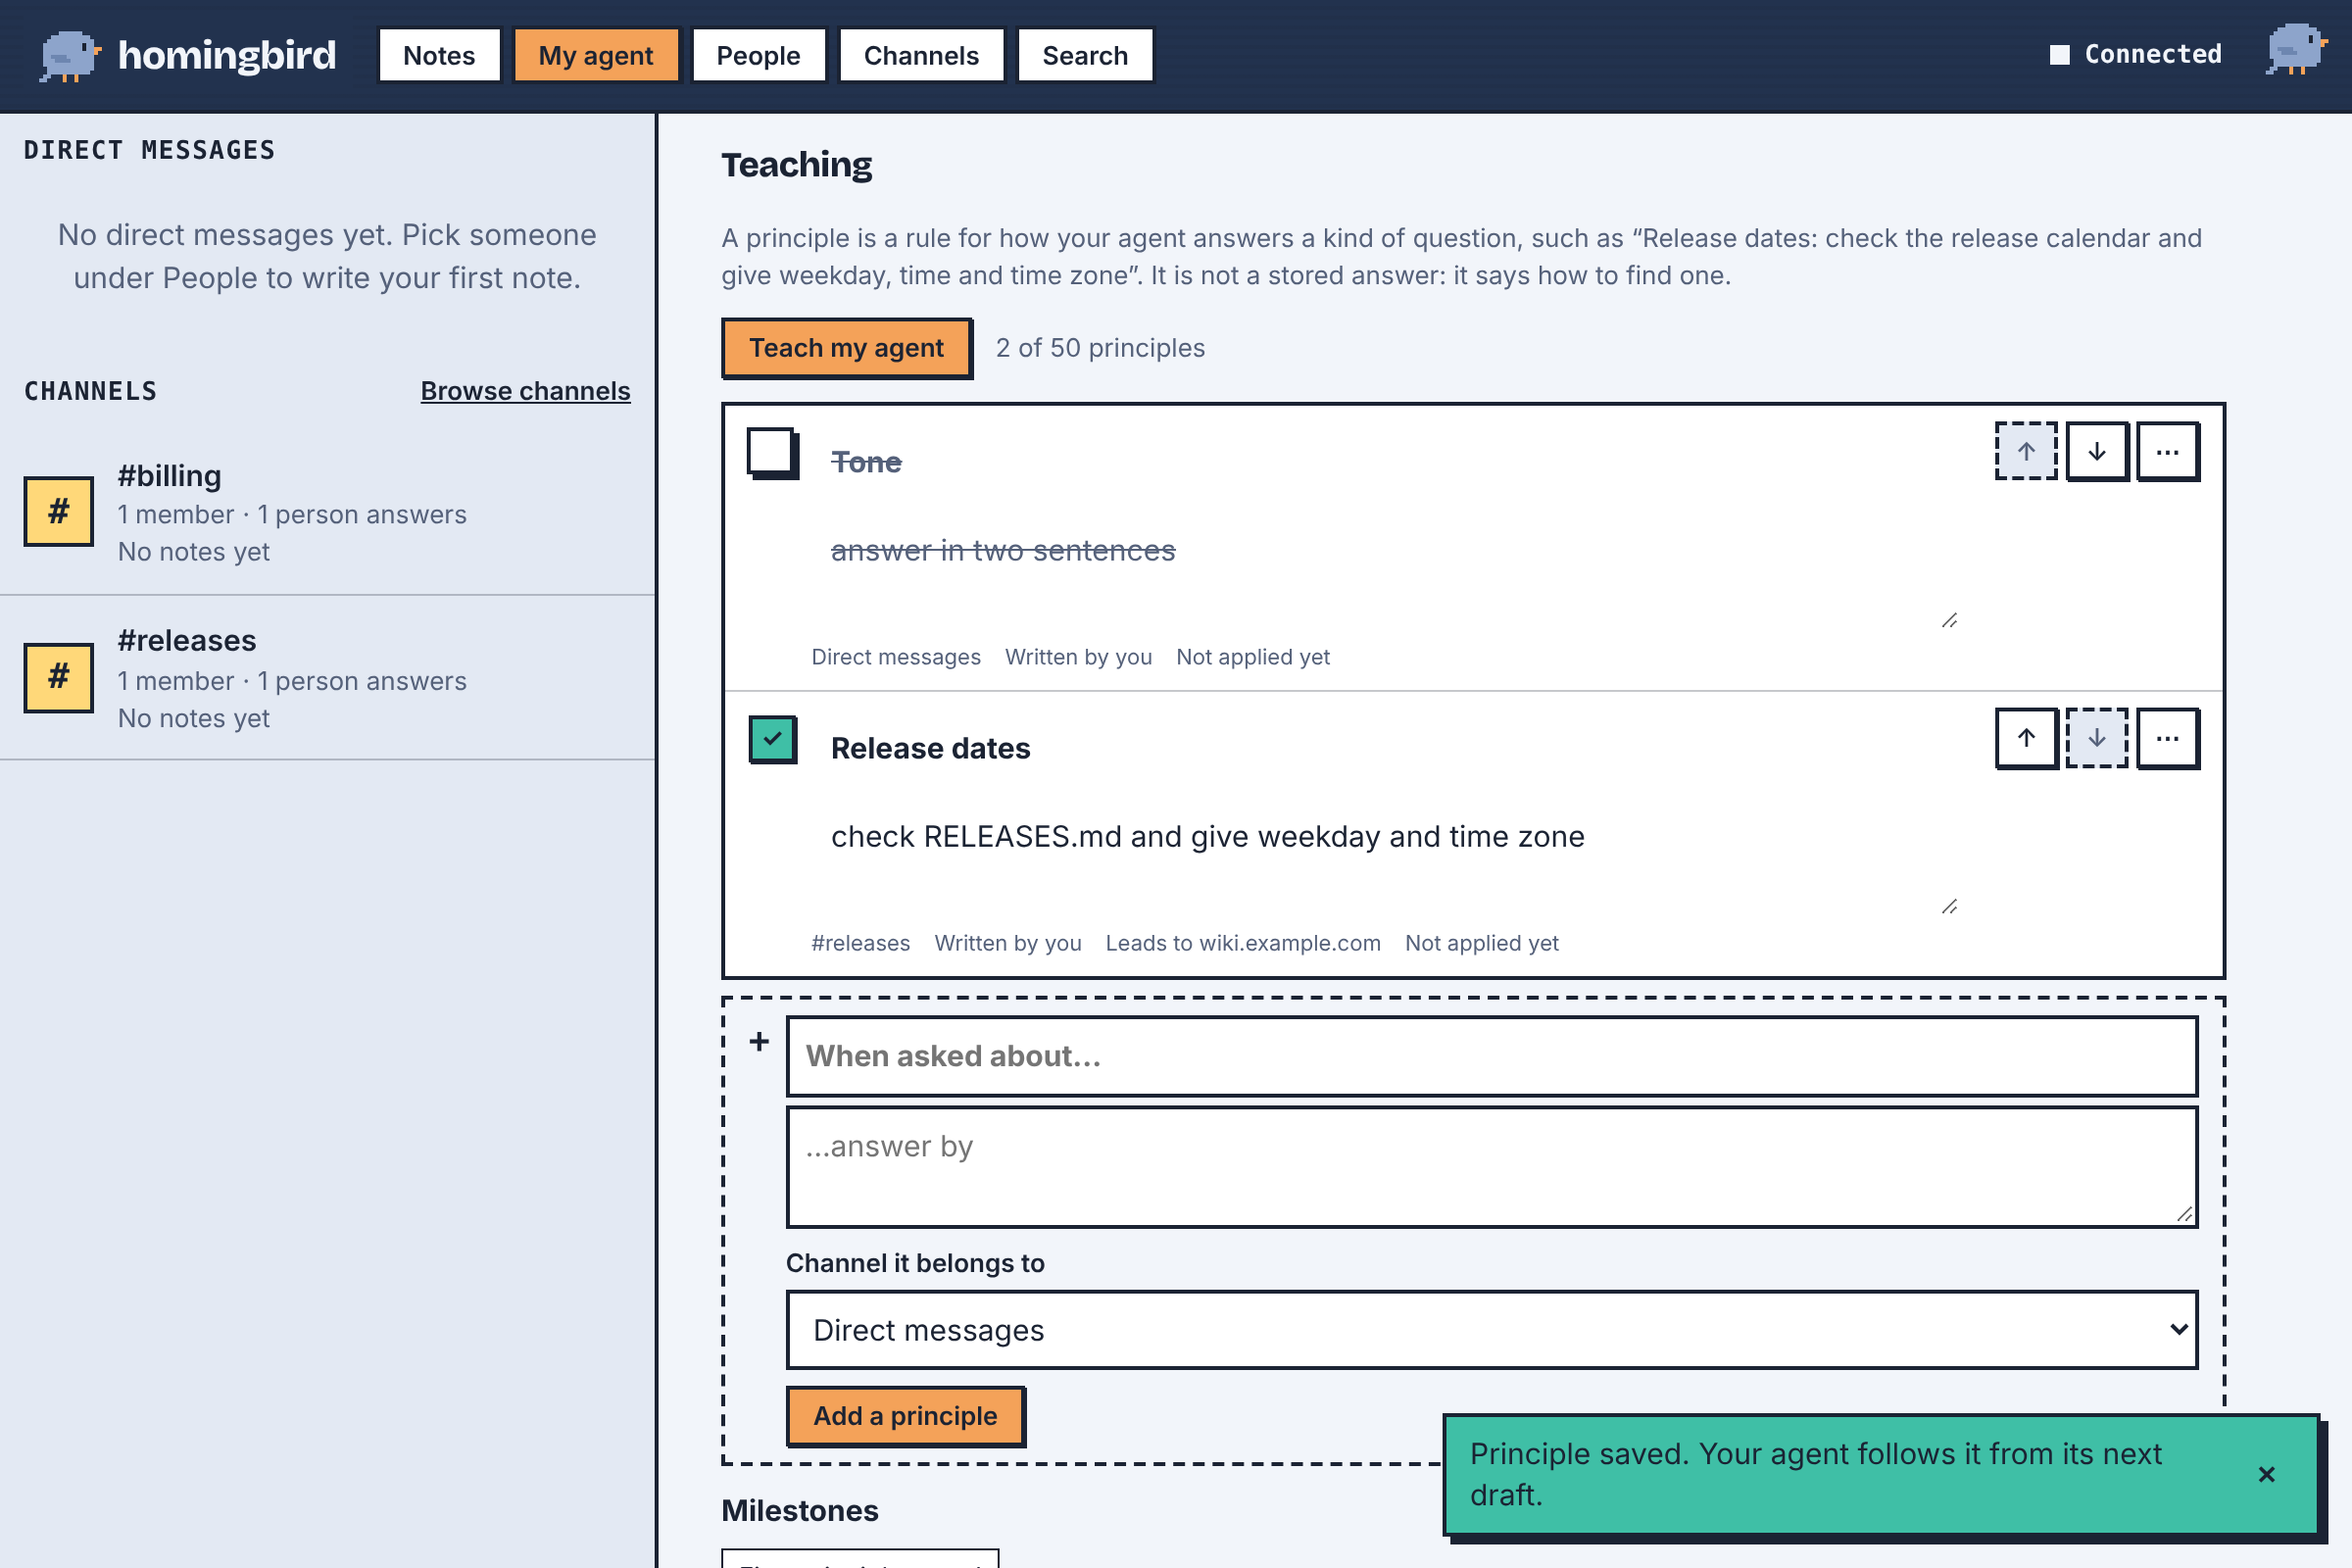 homingbird
Notes
My agent
People
Channels
Search
Connected
DIRECT MESSAGES
No direct messages yet. Pick someone
under People to write your first note.
CHANNELS
Browse channels
#
#billing
1 member · 1 person answers
No notes yet
#
#releases
1 member · 1 person answers
No notes yet
Teaching
A principle is a rule for how your agent answers a kind of question, such as “Release dates: check the release calendar and
give weekday, time and time zone”. It is not a stored answer: it says how to find one.
Teach my agent
2 of 50 principles
Tone
answer in two sentences
Direct messages Written by you Not applied yet
Release dates
check RELEASES.md and give weekday and time zone
#releases Written by you Leads to wiki.example.com Not applied yet
+
When asked about…
…answer by
Channel it belongs to
Direct messages
Add a principle
Principle saved. Your agent follows it from its next
draft.
Milestones